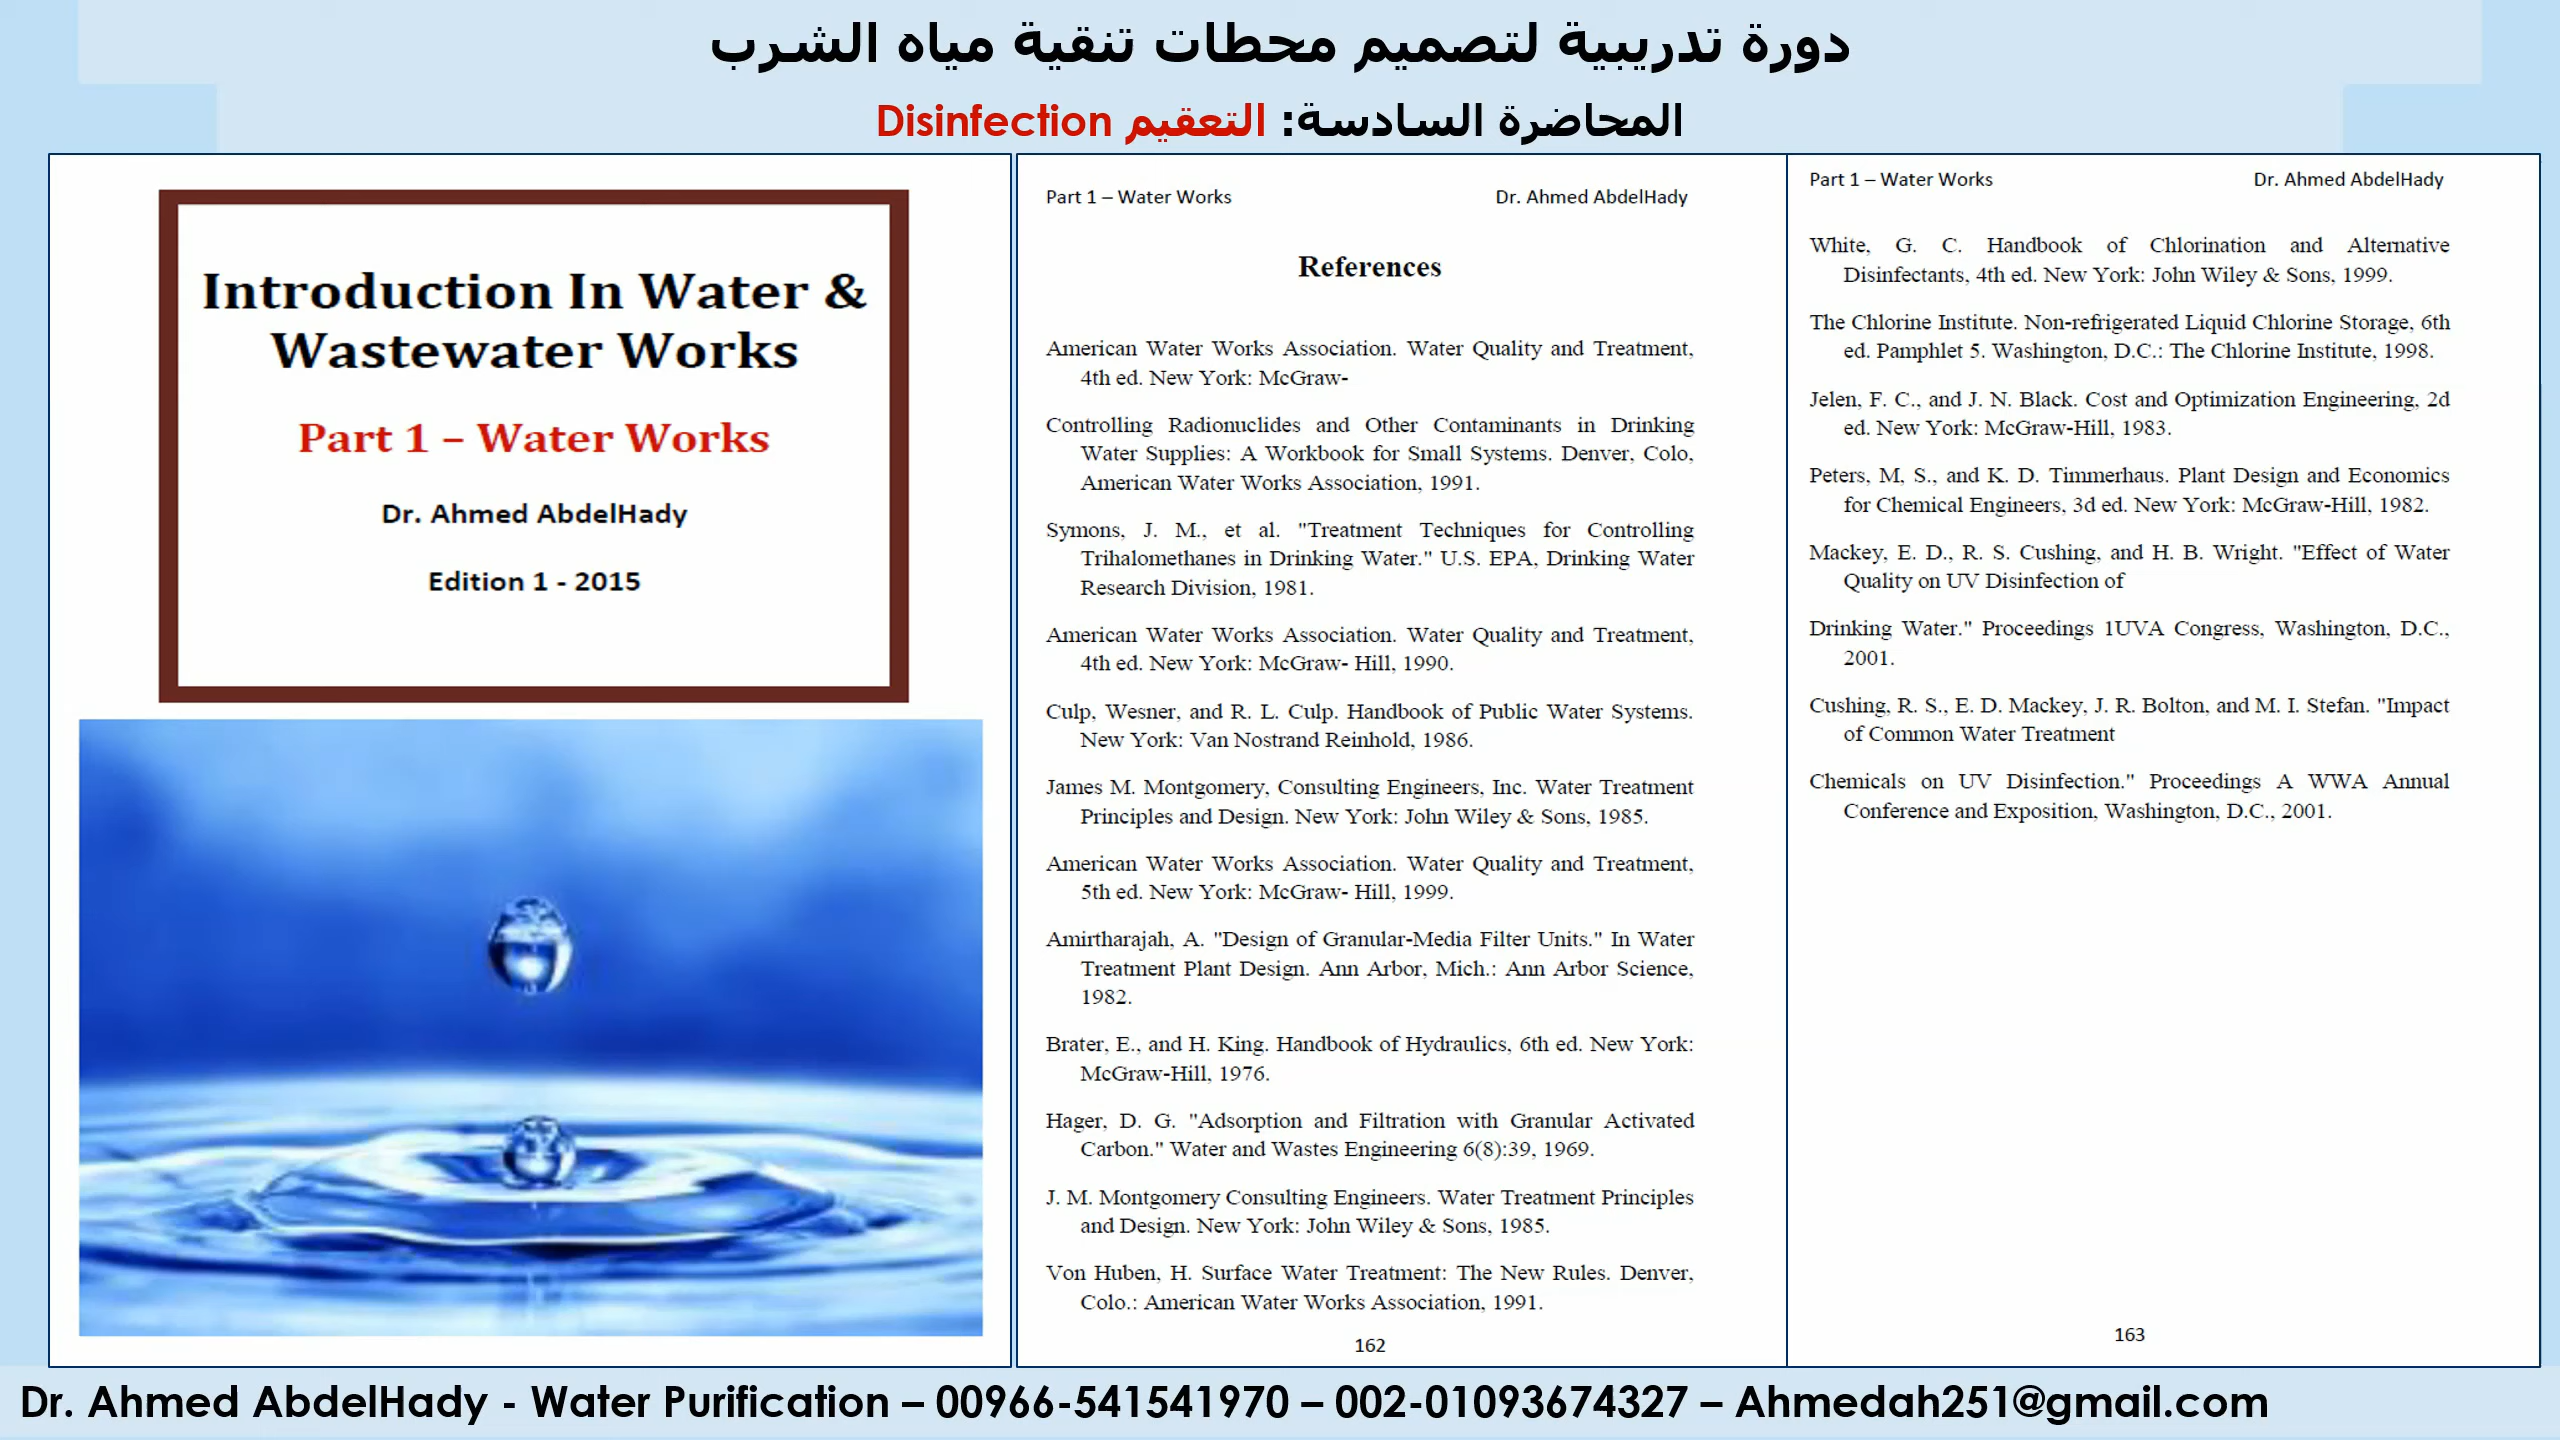 دورة تدريبية لتصميم محطات تنقية مياه الشرب
المحاضرة السادسة: التعقيم Disinfection
Introduction In Water &
Wastewater Works
Part 1 – Water Works
Dr. Ahmed AbdelHady
Edition 1 - 2015
Part 1 – Water Works Dr. Ahmed AbdelHady
References
American Water Works Association. Water Quality and Treatment,
4th ed. New York: McGraw-
Controlling Radionuclides and Other Contaminants in Drinking
Water Supplies: A Workbook for Small Systems. Denver, Colo,
American Water Works Association, 1991.
Symons, J. M., et al. "Treatment Techniques for Controlling
Trihalomethanes in Drinking Water." U.S. EPA, Drinking Water
Research Division, 1981.
American Water Works Association. Water Quality and Treatment,
4th ed. New York: McGraw- Hill, 1990.
Culp, Wesner, and R. L. Culp. Handbook of Public Water Systems.
New York: Van Nostrand Reinhold, 1986.
James M. Montgomery, Consulting Engineers, Inc. Water Treatment
Principles and Design. New York: John Wiley & Sons, 1985.
American Water Works Association. Water Quality and Treatment,
5th ed. New York: McGraw- Hill, 1999.
Amirtharajah, A. "Design of Granular-Media Filter Units." In Water
Treatment Plant Design. Ann Arbor, Mich.: Ann Arbor Science,
1982.
Brater, E., and H. King. Handbook of Hydraulics, 6th ed. New York:
McGraw-Hill, 1976.
Hager, D. G. "Adsorption and Filtration with Granular Activated
Carbon." Water and Wastes Engineering 6(8):39, 1969.
J. M. Montgomery Consulting Engineers. Water Treatment Principles
and Design. New York: John Wiley & Sons, 1985.
Von Huben, H. Surface Water Treatment: The New Rules. Denver,
Colo.: American Water Works Association, 1991.
162
Part 1 – Water Works Dr. Ahmed AbdelHady
White, G. C. Handbook of Chlorination and Alternative
Disinfectants, 4th ed. New York: John Wiley & Sons, 1999.
The Chlorine Institute. Non-refrigerated Liquid Chlorine Storage, 6th
ed. Pamphlet 5. Washington, D.C.: The Chlorine Institute, 1998.
Jelen, F. C., and J. N. Black. Cost and Optimization Engineering, 2d
ed. New York: McGraw-Hill, 1983.
Peters, M, S., and K. D. Timmerhaus. Plant Design and Economics
for Chemical Engineers, 3d ed. New York: McGraw-Hill, 1982.
Mackey, E. D., R. S. Cushing, and H. B. Wright. "Effect of Water
Quality on UV Disinfection of
Drinking Water." Proceedings 1UVA Congress, Washington, D.C.,
2001.
Cushing, R. S., E. D. Mackey, J. R. Bolton, and M. I. Stefan. "Impact
of Common Water Treatment
Chemicals on UV Disinfection." Proceedings A WWA Annual
Conference and Exposition, Washington, D.C., 2001.
163
Dr. Ahmed AbdelHady - Water Purification – 00966-541541970 – 002-01093674327 – Ahmedah251@gmail.com